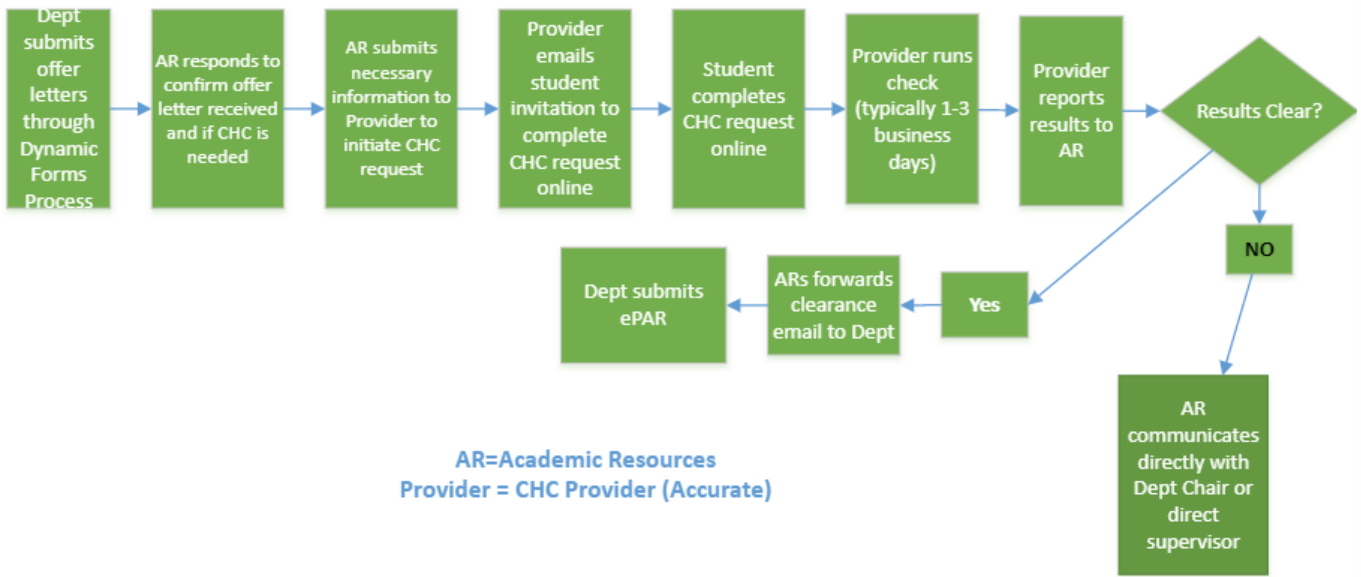 Dept
submits
offer
letters
through
Dynamic
Forms
Process
AR responds to
confirm offer
letter received
and if CHC is
needed
AR submits
necessary
information to
Provider to
initiate CHC
request
Provider
emails
student
invitation to
complete
CHC request
online
Student
completes
CHC request
online
Provider runs
check
(typically 1-3
business
days)
Provider
reports
results to
AR
Results Clear?
NO
Yes
ARs forwards
clearance
email to Dept
Dept submits
ePAR
AR
communicates
directly with
Dept Chair or
direct
supervisor
AR=Academic Resources
Provider = CHC Provider (Accurate)